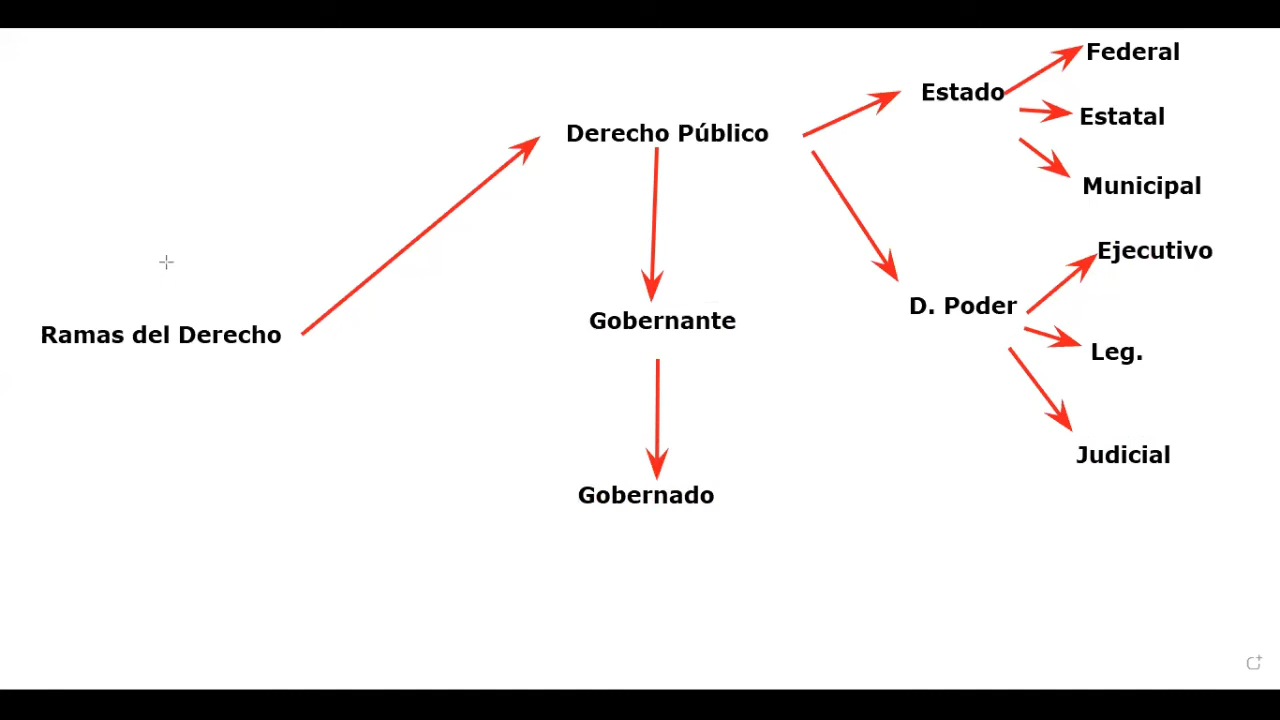 Ramas del Derecho
Derecho Público
Gobernante
Gobernado
Estado
Federal
Estatal
Municipal
D. Poder
Ejecutivo
Leg.
Judicial